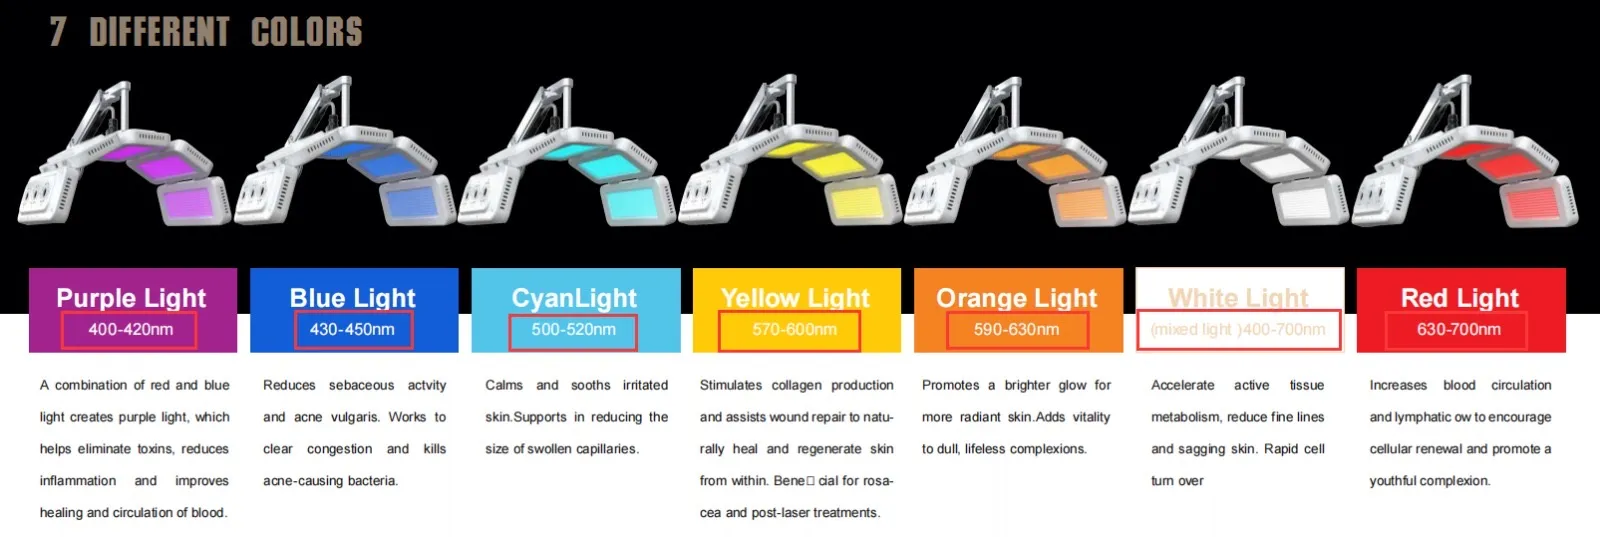 7 DIFFERENT COLORS
Purple Light
400-420nm
A combination of red and blue
light creates purple light, which
helps eliminate toxins, reduces
inflammation and improves
healing and circulation of blood.
Blue Light
430-450nm
Reduces sebaceous actvity
and acne vulgaris. Works to
clear congestion and kills
acne-causing bacteria.
CyanLight
500-520nm
Calms and sooths irritated
skin.Supports in reducing the
size of swollen capillaries.
Yellow Light
570-600nm
Stimulates collagen production
and assists wound repair to natu-
rally heal and regenerate skin
from within. Bene□ cial for rosa-
cea and post-laser treatments.
Orange Light
590-630nm
Promotes a brighter glow for
more radiant skin.Adds vitality
to dull, lifeless complexions.
White Light
(mixed light )400-700nm
Accelerate active tissue
metabolism, reduce fine lines
and sagging skin. Rapid cell
turn over
Red Light
630-700nm
Increases blood circulation
and lymphatic ow to encourage
cellular renewal and promote a
youthful complexion.